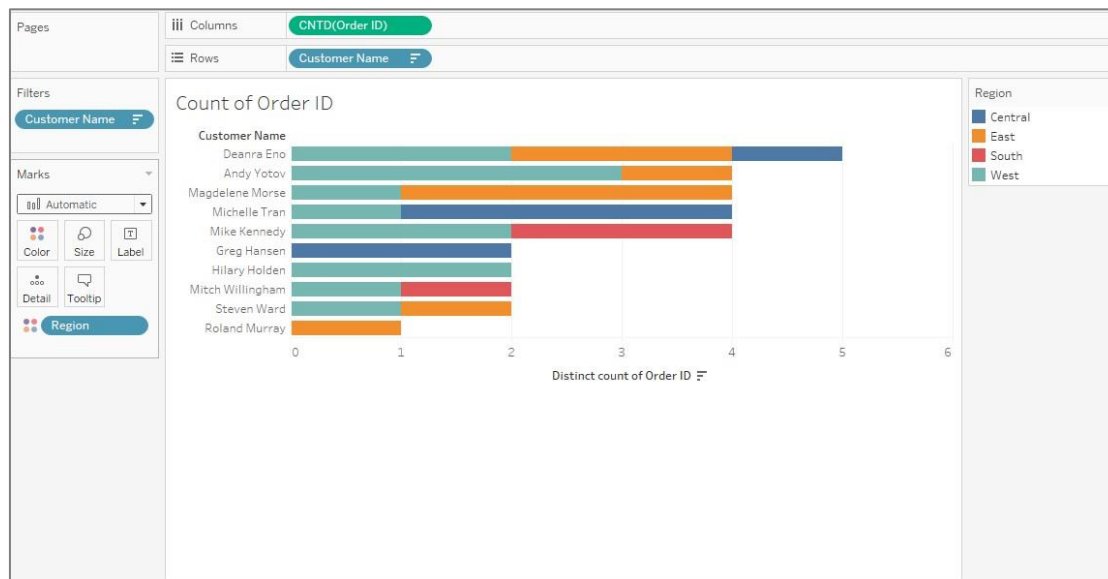 Pages
Columns
CNTD(Order ID)
Rows
Customer Name
Filters
Customer Name
Marks
Automatic
Color
Size
T
Label
Detail
Tooltip
Region
Count of Order ID
Customer Name
Deanra Eno
Andy Yotov
Magdelene Morse
Michelle Tran
Mike Kennedy
Greg Hansen
Hilary Holden
Mitch Willingham
Steven Ward
Roland Murray
0 1 2 3 4 5 6
Distinct count of Order ID
Region
Central
East
South
West